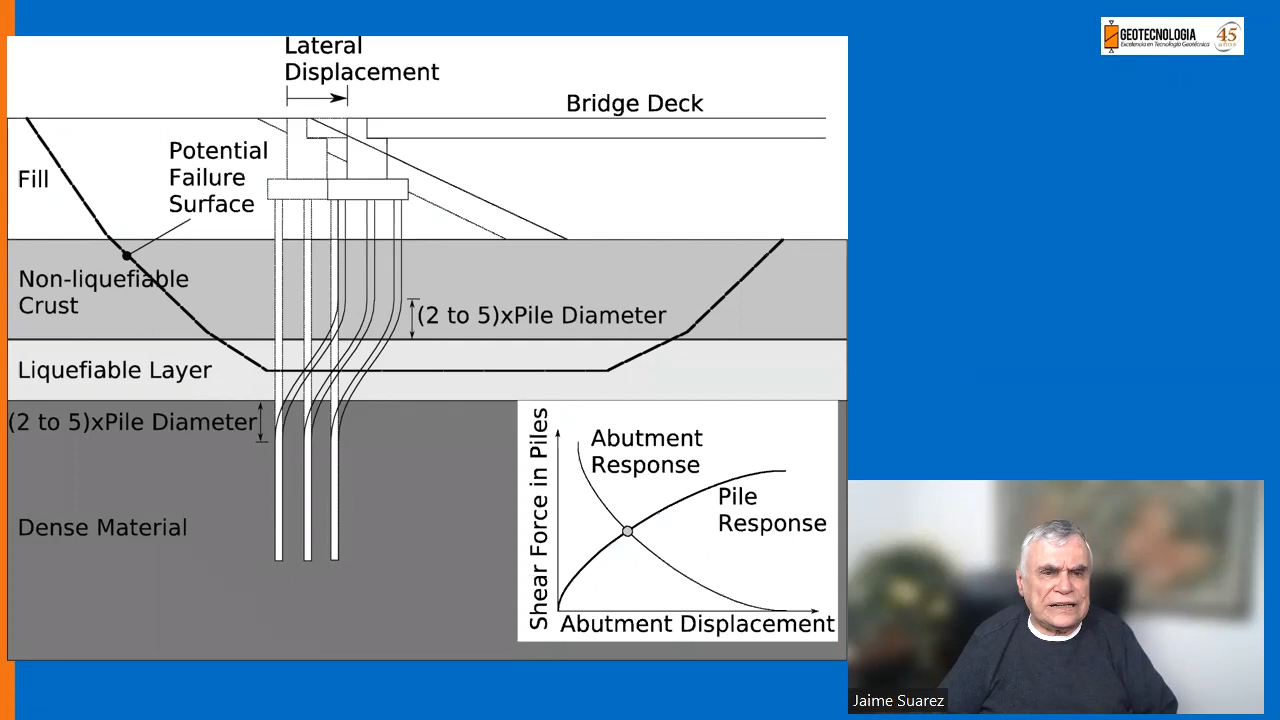 GEOTECNOLOGIA
Excelencia en Tecnología Geotécnica
45
años
Lateral
Displacement
Bridge Deck
Potential
Failure
Surface
Fill
Non-liquefiable
Crust
(2 to 5)xPile Diameter
Liquefiable Layer
(2 to 5)xPile Diameter
Dense Material
Shear Force in Piles
Abutment
Response
Pile
Response
Abutment Displacement
Jaime Suarez